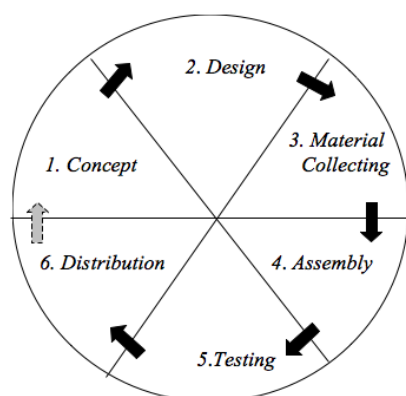 1. Concept
2. Design
3. Material
Collecting
4. Assembly
5.Testing
6. Distribution